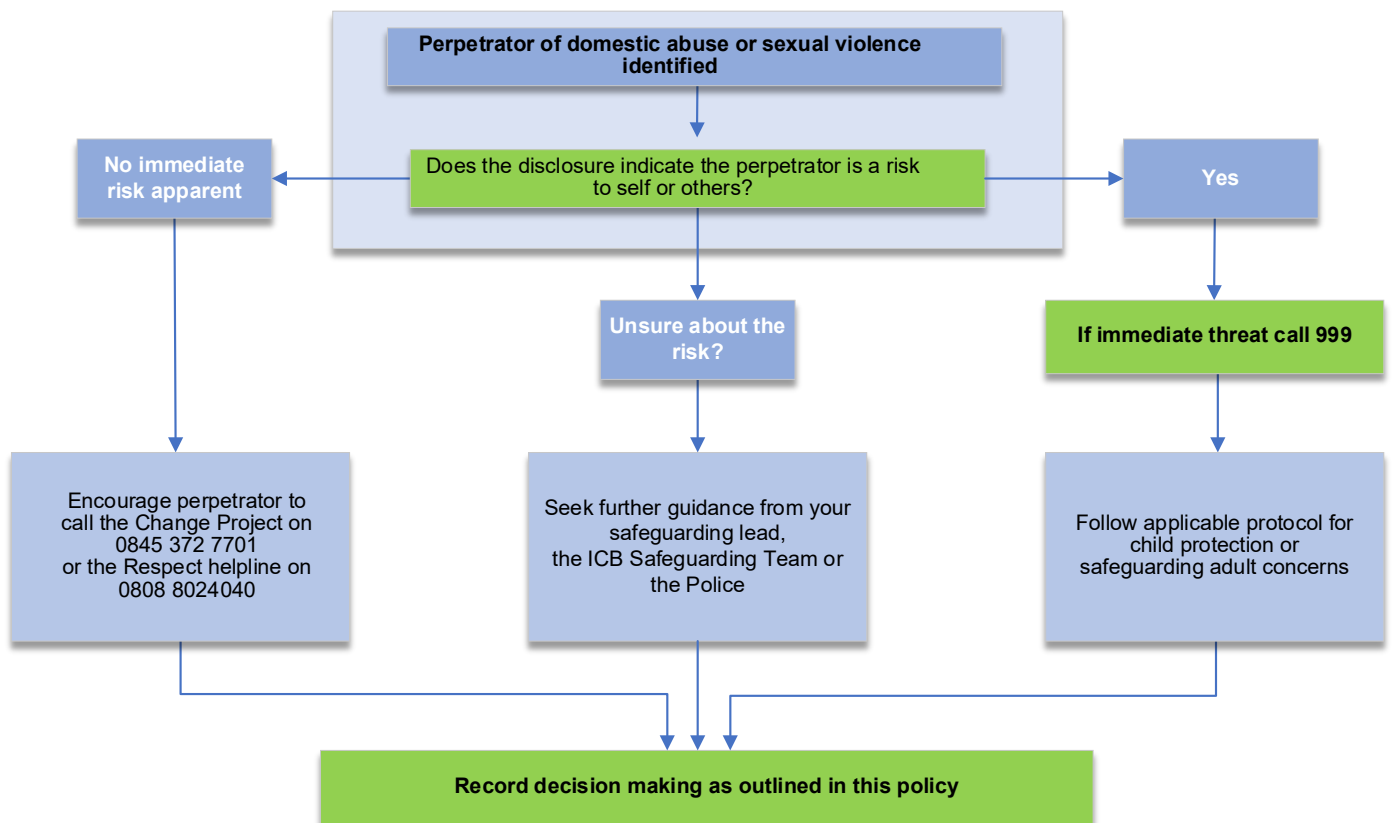 Perpetrator of domestic abuse or sexual violence
identified
Does the disclosure indicate the perpetrator is a risk
to self or others?
No immediate
risk apparent
Yes
Unsure about the
risk?
If immediate threat call 999
Encourage perpetrator to
call the Change Project on
0845 372 7701
or the Respect helpline on
0808 8024040
Seek further guidance from your
safeguarding lead,
the ICB Safeguarding Team or
the Police
Follow applicable protocol for
child protection or
safeguarding adult concerns
Record decision making as outlined in this policy